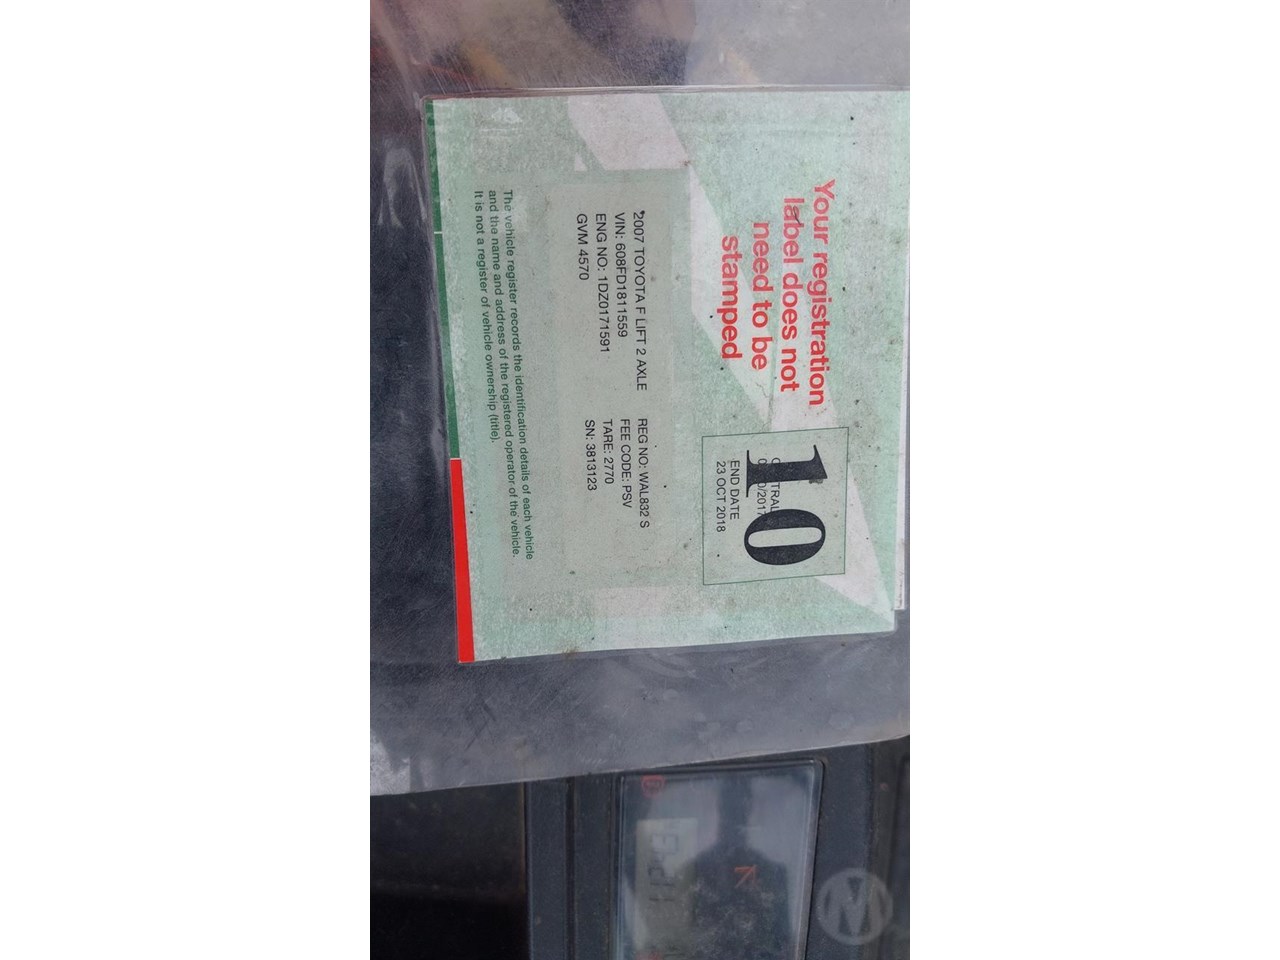 Your registration
label does not
need to be
stamped
10
END DATE
23 OCT 2018
2007 TOYOTA F LIFT 2 AXLE
VIN: 608FD1811559
ENG NO: 1DZ0171591
GVM 4570
REG NO: WAL832 S
FEE CODE: PSV
TARE: 2770
SN: 3813123
The vehicle register records the identification details of each vehicle
and the name and address of the registered operator of the vehicle.
It is not a register of vehicle ownership (title).
M